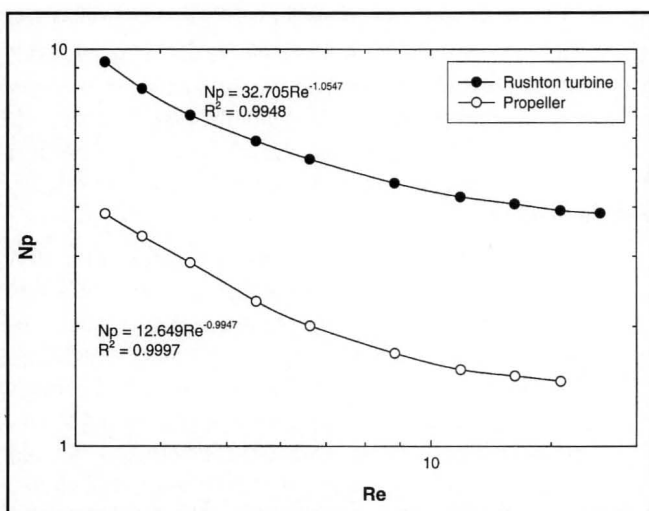 10
Np = 32.705Re^-1.0547
R² = 0.9948
Rushton turbine
Propeller
Np
Np = 12.649Re^-0.9947
R² = 0.9997
1
10
Re